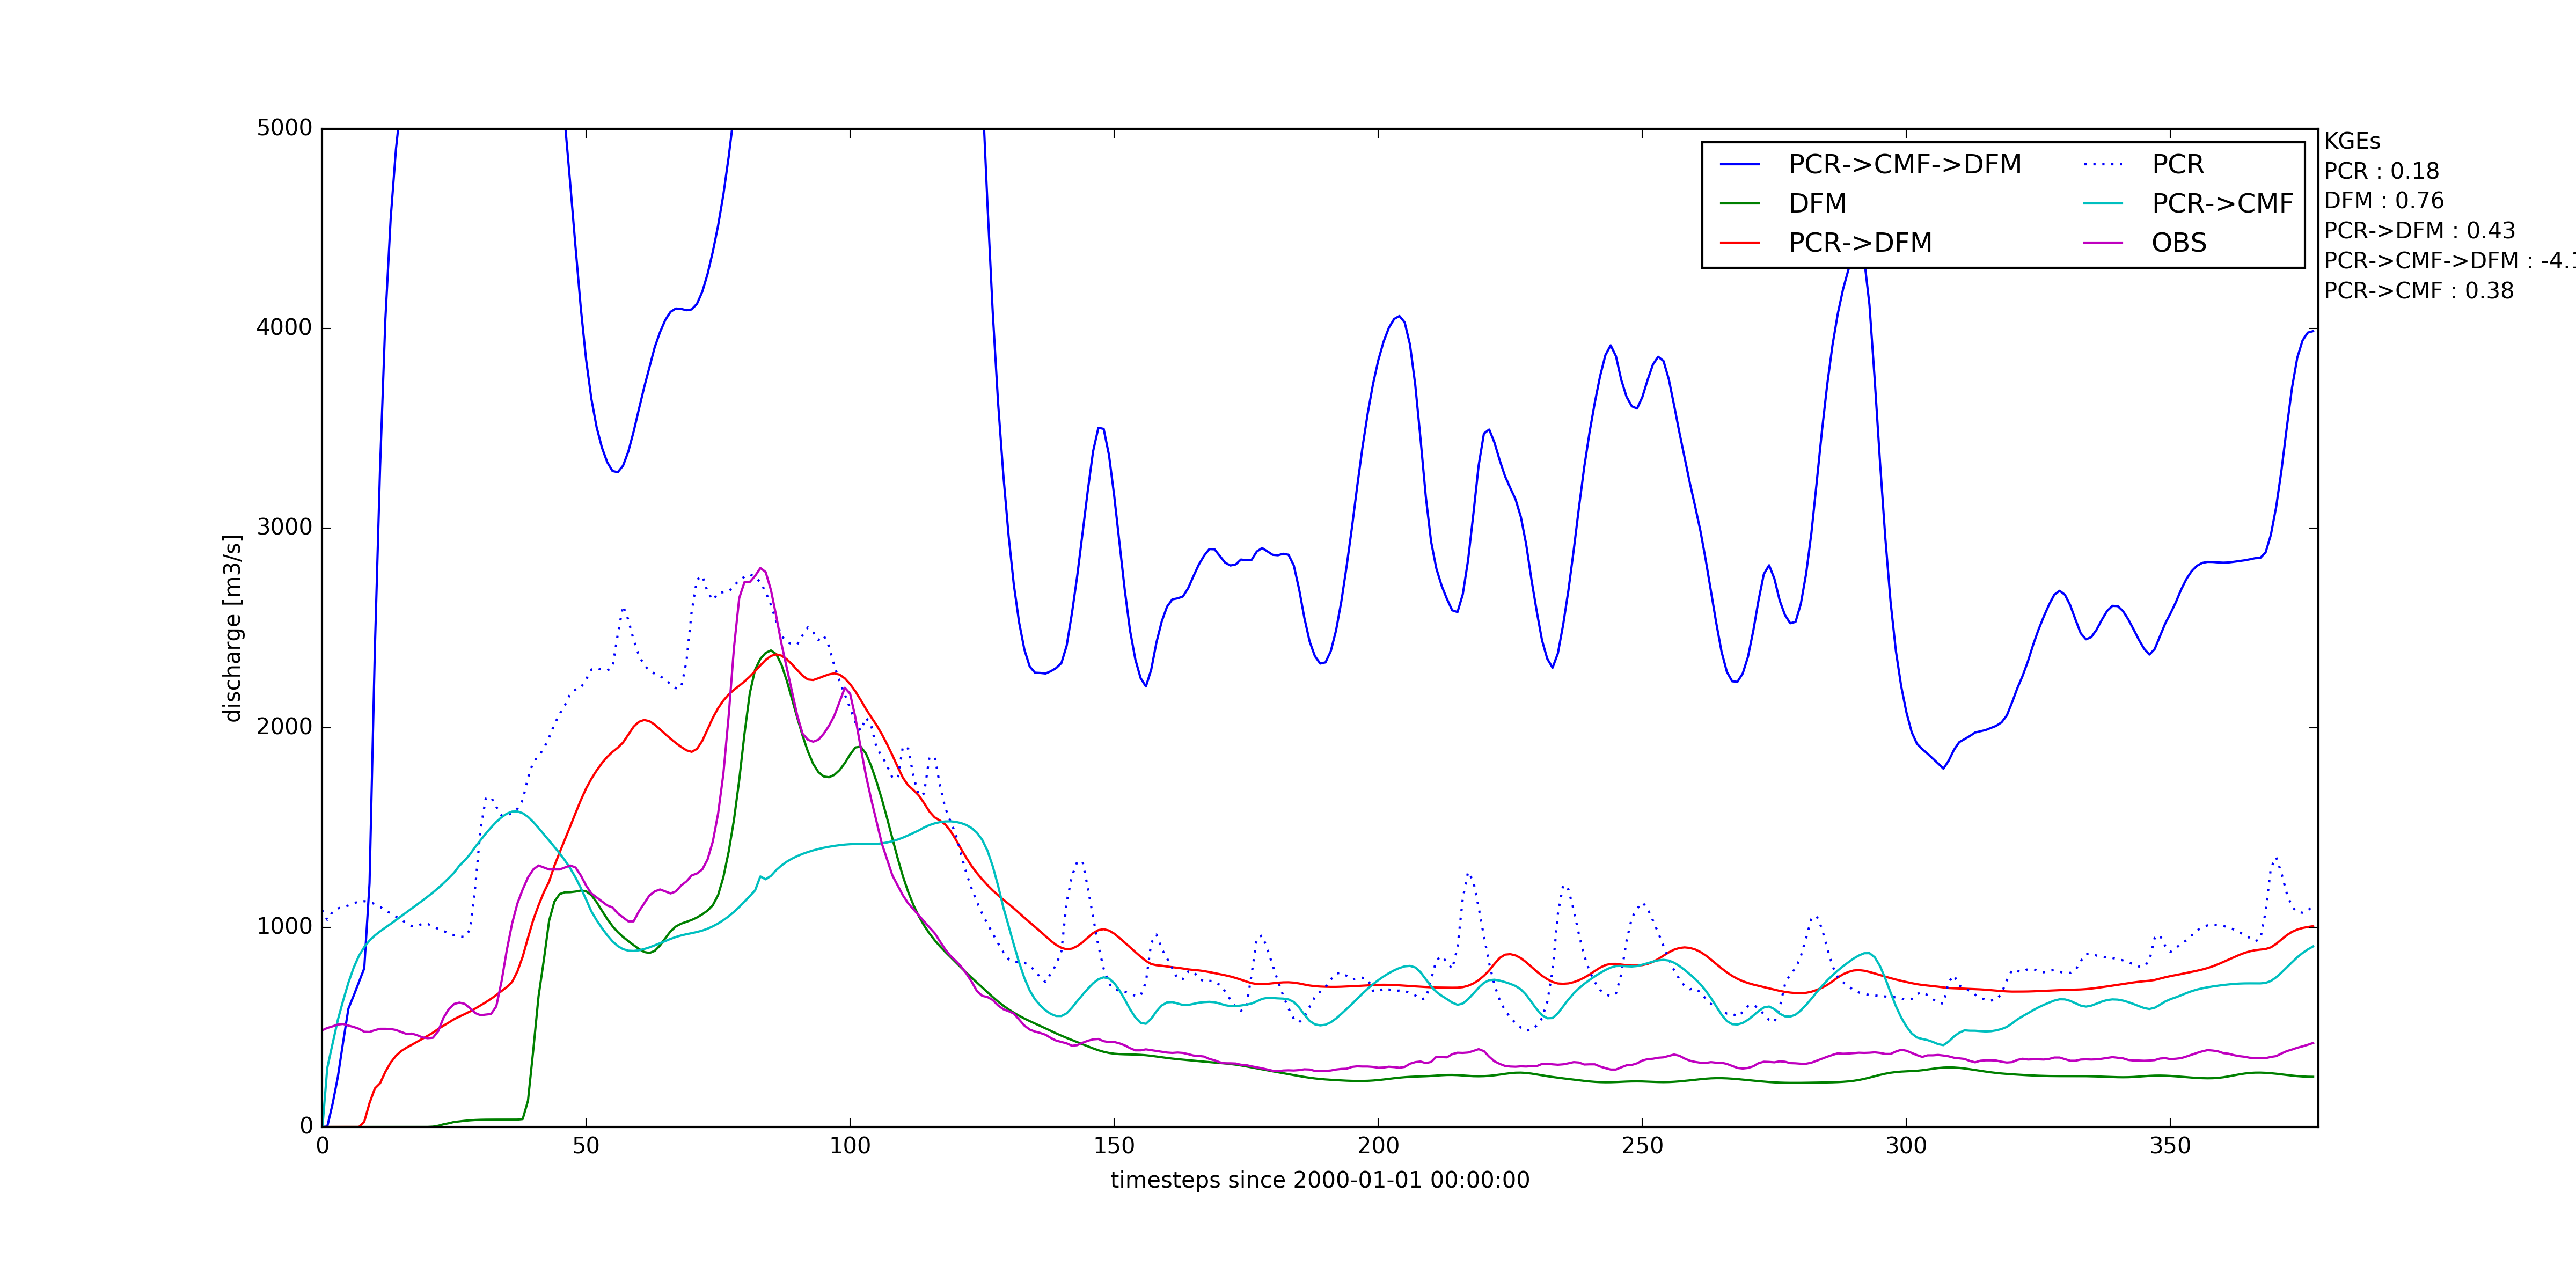 5000
4000
3000
2000
1000
0
discharge [m3/s]
0 50 100 150 200 250 300 350
timesteps since 2000-01-01 00:00:00
PCR->CMF->DFM
DFM
PCR->DFM
PCR
PCR->CMF
OBS
KGEs
PCR : 0.18
DFM : 0.76
PCR->DFM : 0.43
PCR->CMF->DFM : -4.1
PCR->CMF : 0.38